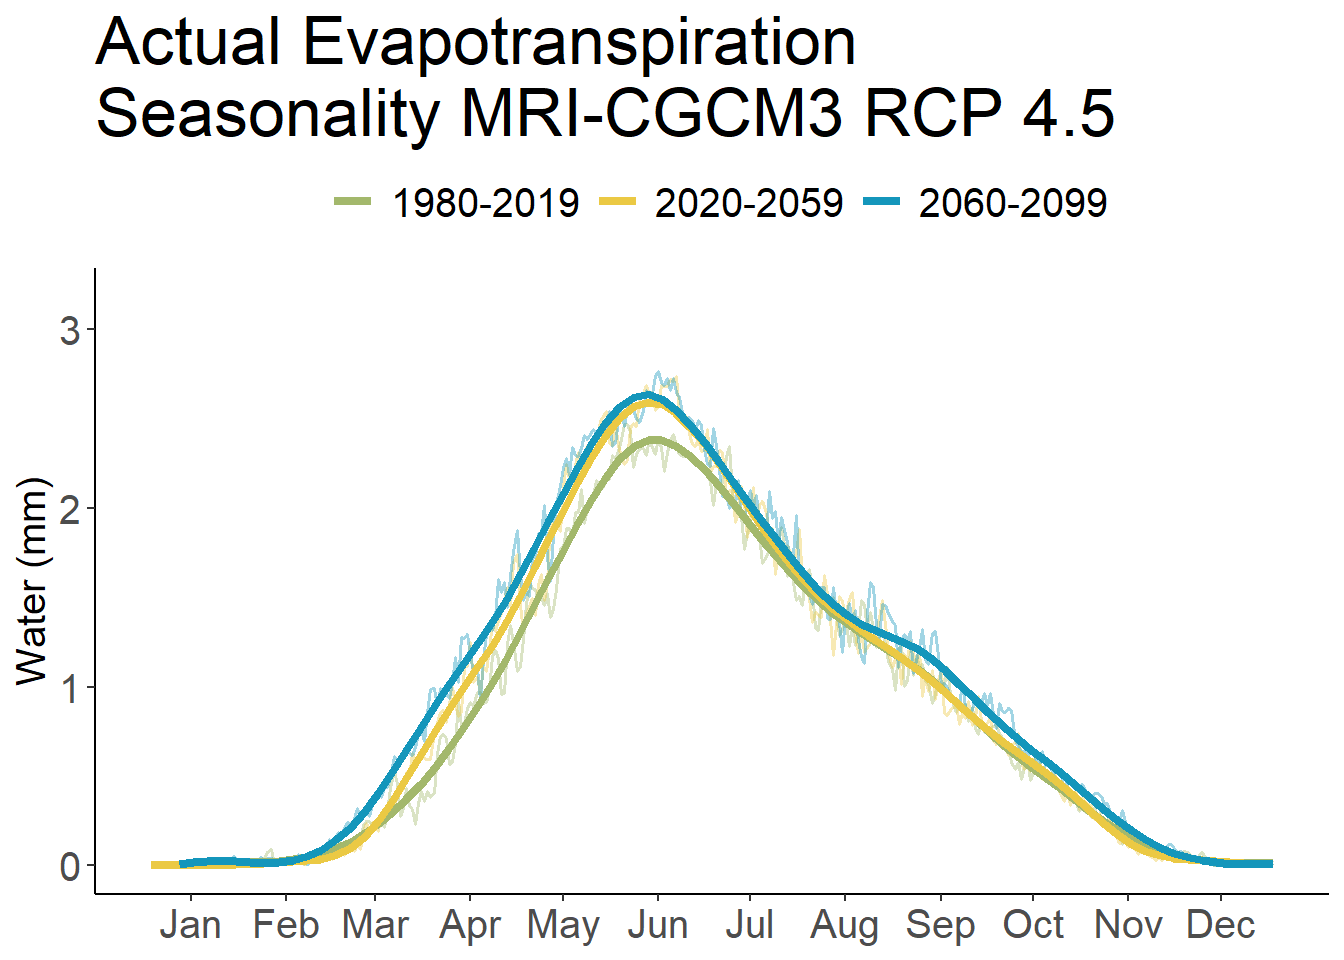 Actual Evapotranspiration
Seasonality MRI-CGCM3 RCP 4.5
1980-2019 2020-2059 2060-2099
Water (mm)
3
2
1
0
Jan Feb Mar Apr May Jun Jul Aug Sep Oct Nov Dec